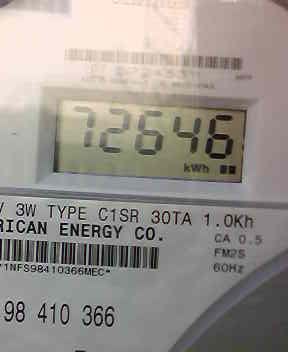 72646
kWh
V 3W TYPE C1SR 30TA 1.0Kh
RICAN ENERGY CO.
CA 0.5
FM2S
60Hz
1NFS98410366MEC*
98 410 366